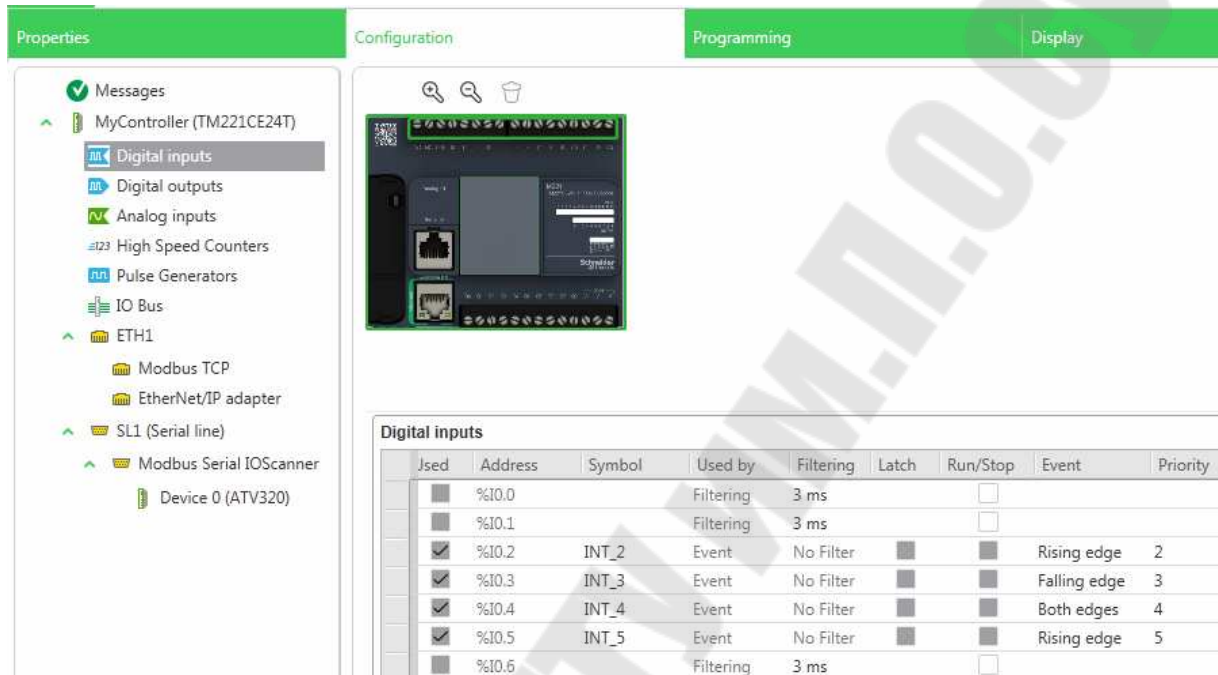 Properties Configuration Programming Display
Messages
MyController (TM221CE24T)
Digital inputs
Digital outputs
Analog inputs
High Speed Counters
Pulse Generators
IO Bus
ETH1
Modbus TCP
EtherNet/IP adapter
SL1 (Serial line)
Modbus Serial IOScanner
Device 0 (ATV320)
Schneider
Digital inputs
Jsed Address Symbol Used by Filtering Latch Run/Stop Event Priority
%I0.0 Filtering 3 ms
%I0.1 Filtering 3 ms
%I0.2 INT_2 Event No Filter Rising edge 2
%I0.3 INT_3 Event No Filter Falling edge 3
%I0.4 INT_4 Event No Filter Both edges 4
%I0.5 INT_5 Event No Filter Rising edge 5
%I0.6 Filtering 3 ms